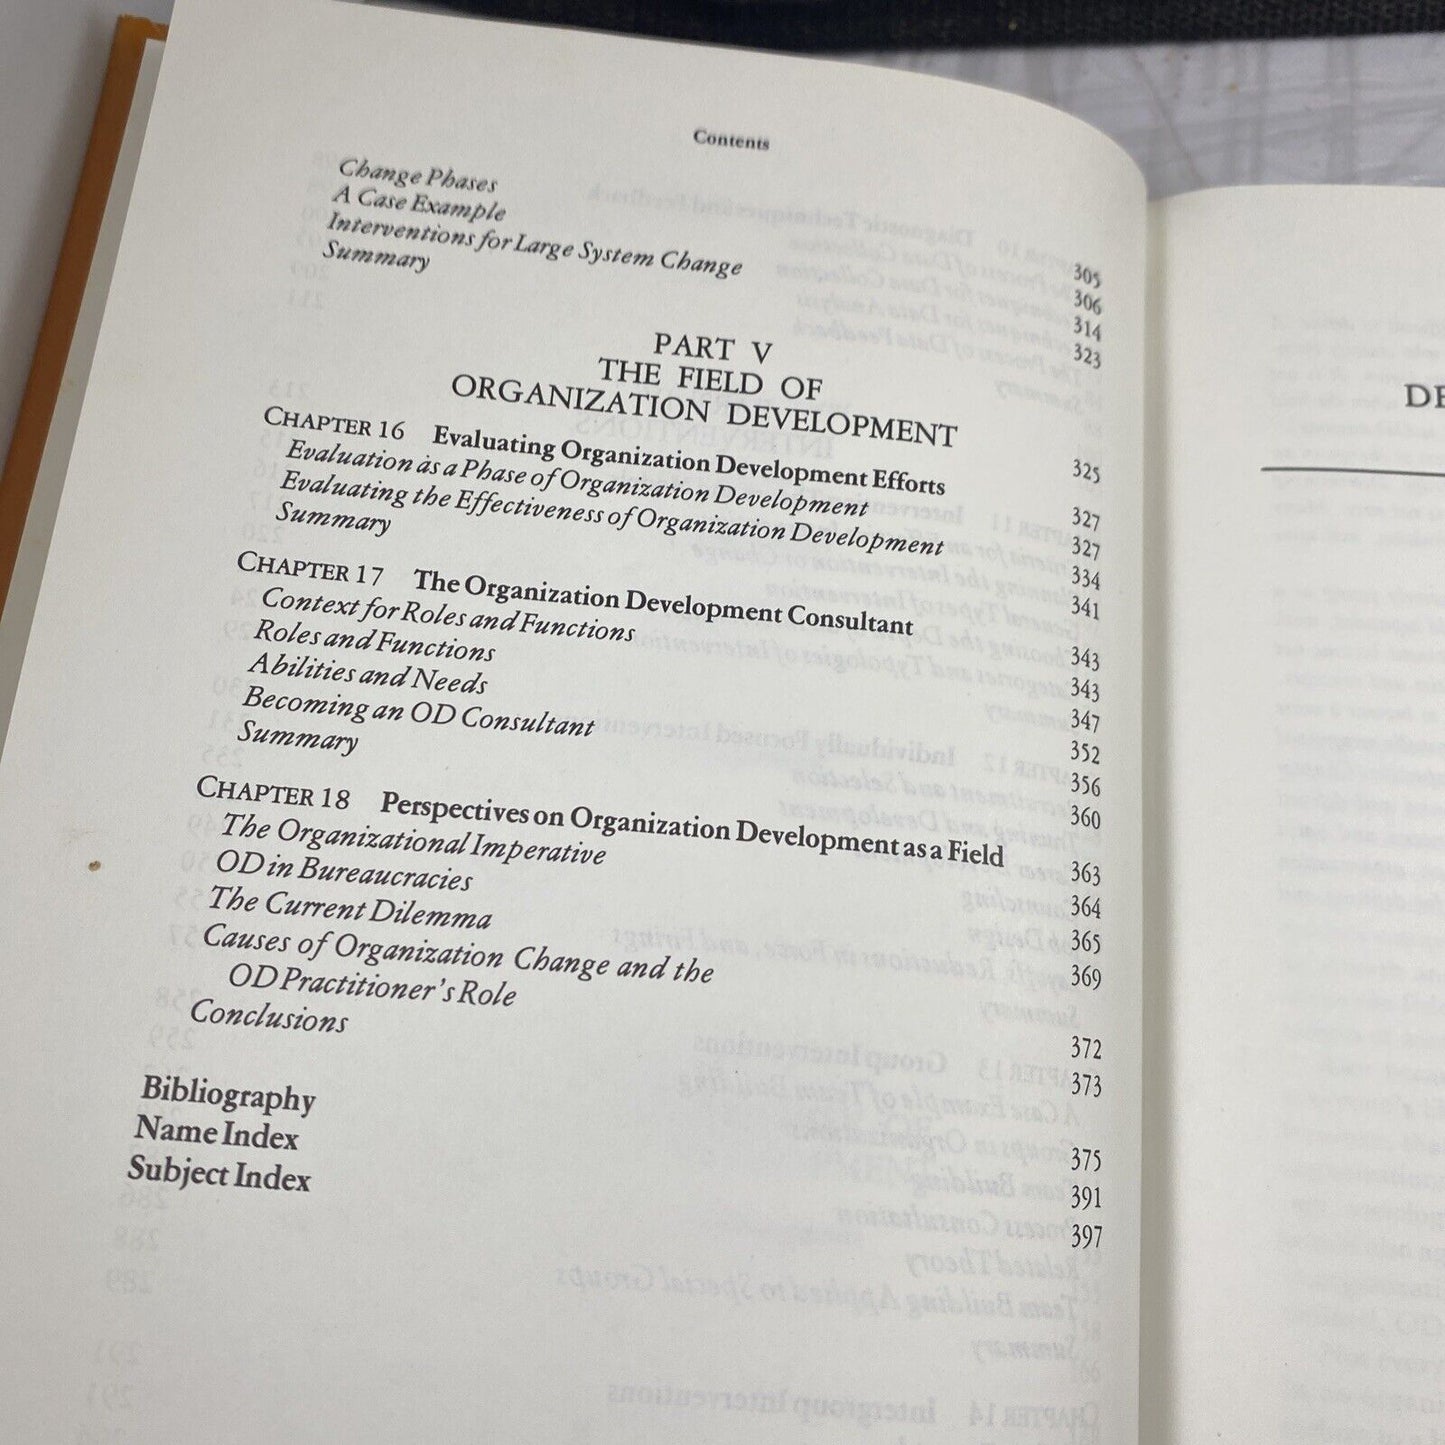 Contents
Change Phases 305
A Case Example 306
Interventions for Large System Change 314
Summary 323
PART V
THE FIELD OF
ORGANIZATION DEVELOPMENT 325
CHAPTER 16 Evaluating Organization Development Efforts 327
Evaluation as a Phase of Organization Development 327
Evaluating the Effectiveness of Organization Development 334
Summary 341
CHAPTER 17 The Organization Development Consultant 343
Context for Roles and Functions 343
Roles and Functions 347
Abilities and Needs 352
Becoming an OD Consultant 356
Summary 360
CHAPTER 18 Perspectives on Organization Development as a Field 363
The Organizational Imperative 364
OD in Bureaucracies 365
The Current Dilemma 369
Causes of Organization Change and the
OD Practitioner's Role 372
Conclusions 373
Bibliography 375
Name Index 391
Subject Index 397